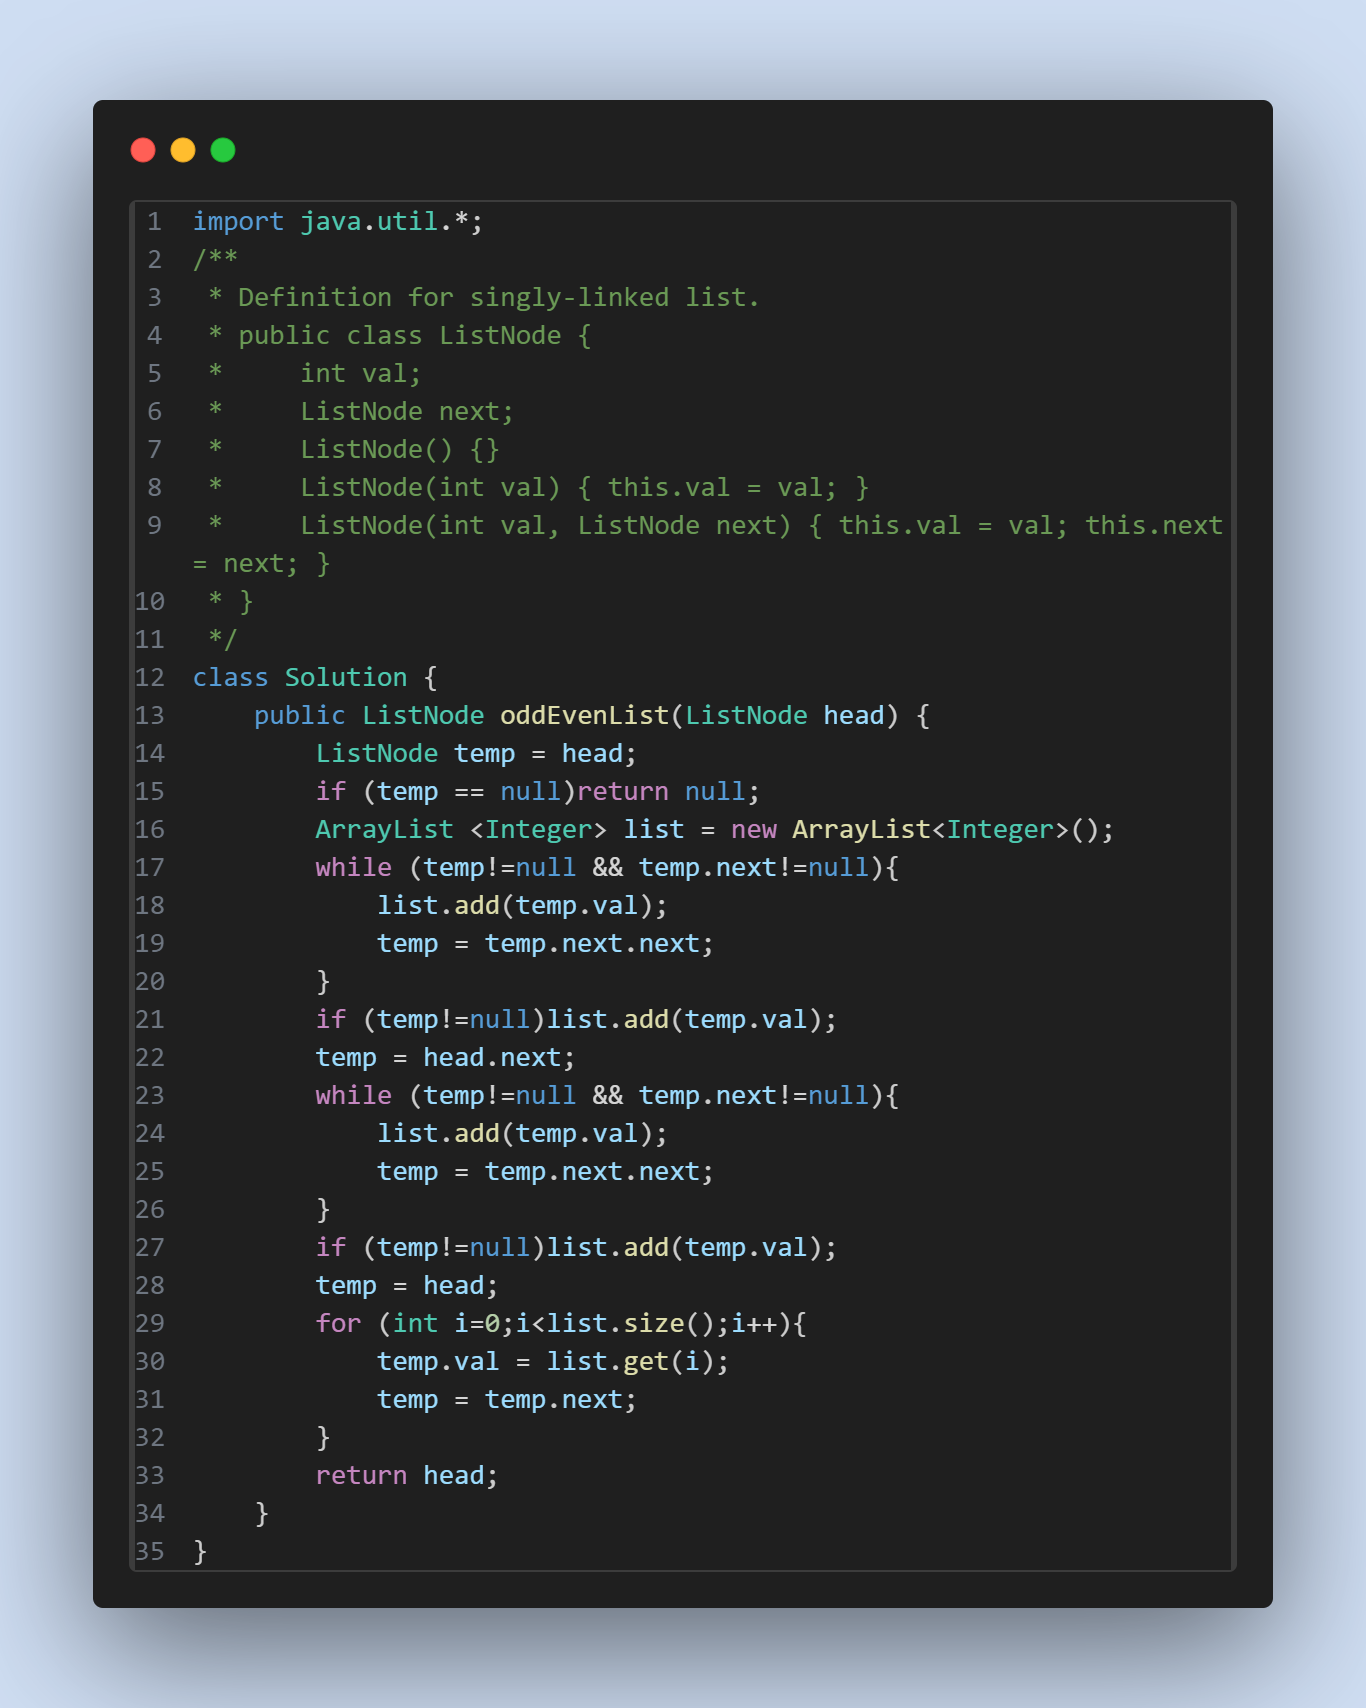 1 import java.util.*;
2 /**
3  * Definition for singly-linked list.
4  * public class ListNode {
5  *     int val;
6  *     ListNode next;
7  *     ListNode() {}
8  *     ListNode(int val) { this.val = val; }
9  *     ListNode(int val, ListNode next) { this.val = val; this.next
= next; }
10  * }
11  */
12 class Solution {
13     public ListNode oddEvenList(ListNode head) {
14         ListNode temp = head;
15         if (temp == null)return null;
16         ArrayList <Integer> list = new ArrayList<Integer>();
17         while (temp!=null && temp.next!=null){
18             list.add(temp.val);
19             temp = temp.next.next;
20         }
21         if (temp!=null)list.add(temp.val);
22         temp = head.next;
23         while (temp!=null && temp.next!=null){
24             list.add(temp.val);
25             temp = temp.next.next;
26         }
27         if (temp!=null)list.add(temp.val);
28         temp = head;
29         for (int i=0;i<list.size();i++){
30             temp.val = list.get(i);
31             temp = temp.next;
32         }
33         return head;
34     }
35 }